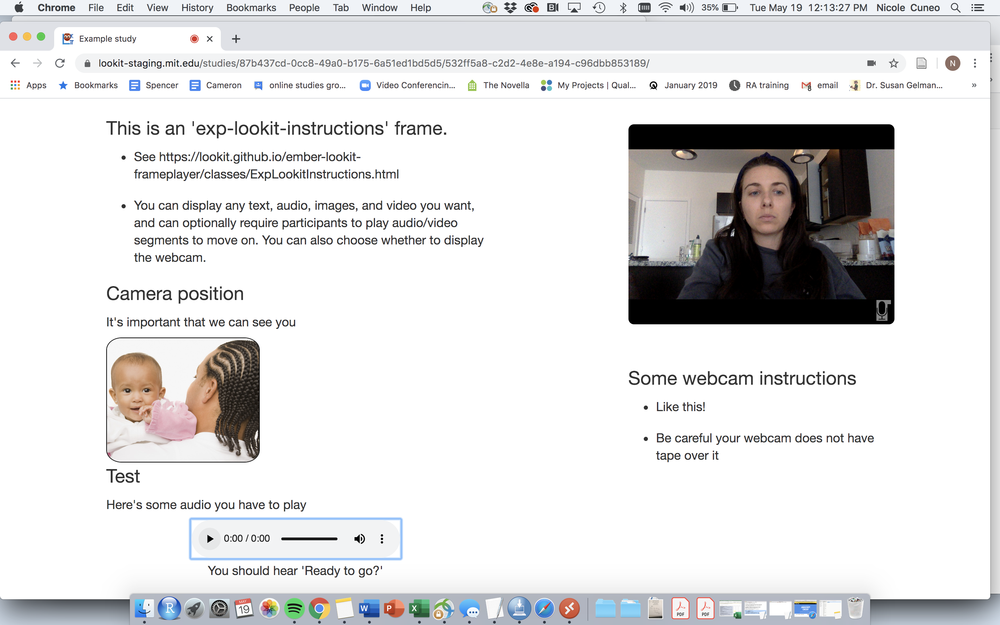 Chrome File Edit View History Bookmarks People Tab Window Help 35% Tue May 19 12:13:27 PM Nicole Cuneo
Example study
lookit-staging.mit.edu/studies/87b437cd-0cc8-49a0-b175-6a51ed1bd5d5/532ff5a8-c2d2-4e8e-a194-c96dbb853189/ N
Apps Bookmarks Spencer Cameron online studies gro... Video Conferencin... The Novella My Projects | Qual... January 2019 RA training email Dr. Susan Gelman... »
This is an 'exp-lookit-instructions' frame.
• See https://lookit.github.io/ember-lookit-
frameplayer/classes/ExpLookitInstructions.html
• You can display any text, audio, images, and video you want,
and can optionally require participants to play audio/video
segments to move on. You can also choose whether to display
the webcam.
Camera position
It's important that we can see you
Test
Here's some audio you have to play
0:00 / 0:00
You should hear 'Ready to go?'
Some webcam instructions
• Like this!
• Be careful your webcam does not have
tape over it
MAY
19
R
W
P
X
PDF
PDF